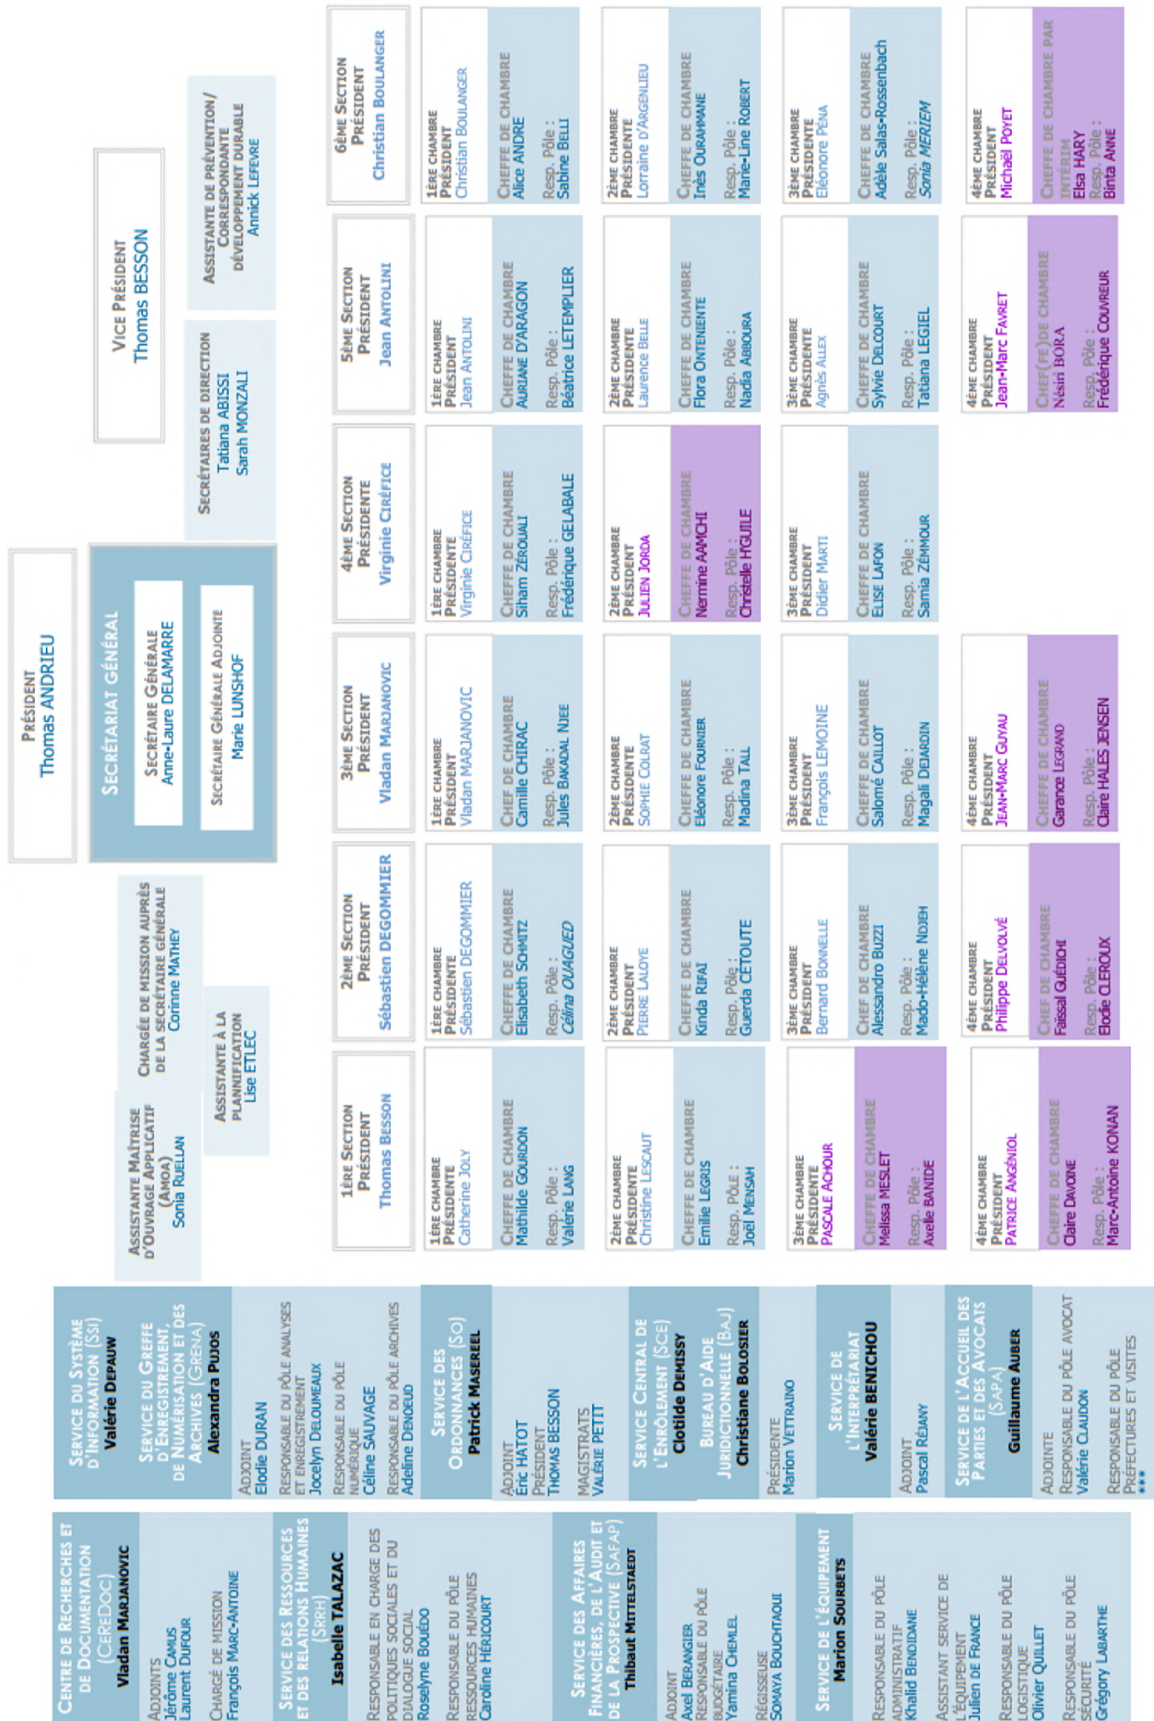 PRÉSIDENT
Thomas ANDRIEU
VICE PRÉSIDENT
Thomas BESSON
SECRÉTARIAT GÉNÉRAL
SECRÉTAIRE GÉNÉRALE
Anne-Laure DELAMARRE
SECRÉTAIRE GÉNÉRALE ADJOINTE
Marie LUNSHOF
CHARGÉE DE MISSION AUPRÈS
DE LA SECRÉTAIRE GÉNÉRALE
Corinne MATHEY
ASSISTANTE MAÎTRISE
D'OUVRAGE APPLICATIF
(AMOA)
Sonia RUELLAN
ASSISTANTE À LA
PLANNIFICATION
Lise ETLEC
SECRÉTAIRES DE DIRECTION
Tatiana ABISSI
Sarah MONZALI
ASSISTANTE DE PRÉVENTION/
CORRESPONDANTE
DÉVELOPPEMENT DURABLE
Annick LEFEVRE
CENTRE DE RECHERCHES ET
DE DOCUMENTATION
(CEREDOC)
Vladan MARJANOVIC
ADJOINTS
Jérôme CAMUS
Laurent DUFOUR
CHARGÉ DE MISSION
François MARC-ANTOINE
SERVICE DES RESSOURCES
ET DES RELATIONS HUMAINES
(SRRH)
Isabelle TALAZAC
RESPONSABLE EN CHARGE DES
POLITIQUES SOCIALES ET DU
DIALOGUE SOCIAL
Roselyne BOUÉDO
RESPONSABLE DU PÔLE
RESSOURCES HUMAINES
Caroline HÉRICOURT
SERVICE DES AFFAIRES
FINANCIÈRES, DE L'AUDIT ET
DE LA PROSPECTIVE (SAFAP)
Thibaut MITTELSTAEDT
ADJOINT
Axel BERANGIER
RESPONSABLE DU PÔLE
BUDGÉTAIRE
Yamina CHEMLEL
RÉGISSEUSE
SOMAYA BOUCHTAOUI
SERVICE DE L'ÉQUIPEMENT
Marion SOURBETS
RESPONSABLE DU PÔLE
ADMINISTRATIF
Khalid BENDIDANE
ASSISTANT SERVICE DE
L'ÉQUIPEMENT
Julien DE FRANCE
RESPONSABLE DU PÔLE
LOGISTIQUE
Olivier QUILLET
RESPONSABLE DU PÔLE
SÉCURITÉ
Grégory LABARTHE
SERVICE DU SYSTÈME
D'INFORMATION (SSI)
Valérie DEPAUW
SERVICE DU GREFFE
D'ENREGISTREMENT,
DE NUMÉRISATION ET DES
ARCHIVES (GRENA)
Alexandra PUJOS
ADJOINT
Elodie DURAN
RESPONSABLE DU PÔLE ANALYSES
ET ENREGISTREMENT
Jocelyn DELOUMEAUX
RESPONSABLE DU PÔLE
NUMÉRIQUE
Céline SAUVAGE
RESPONSABLE DU PÔLE ARCHIVES
Adeline DENOEUD
SERVICE DES
ORDONNANCES (SO)
Patrick MASEREEL
ADJOINT
Eric HATOT
PRÉSIDENT
THOMAS BESSON
MAGISTRATS
VALÉRIE PETIT
SERVICE CENTRAL DE
L'ENRÔLEMENT (SCE)
Clotilde DEMISSY
BUREAU D'AIDE
JURIDICTIONNELLE (BAJ)
Christiane BOLOSIER
PRÉSIDENTE
Marion VETTRAINO
SERVICE DE
L'INTERPRÉTARIAT
Valérie BENICHOU
ADJOINT
Pascal RÉJANY
SERVICE DE L'ACCUEIL DES
PARTIES ET DES AVOCATS
(SAPA)
Guillaume AUBER
ADJOINTE
RESPONSABLE DU PÔLE AVOCAT
Valérie CLAUDON
RESPONSABLE DU PÔLE
PRÉFECTURES ET VISITES
***
1ÈRE SECTION
PRÉSIDENT
Thomas BESSON
1ÈRE CHAMBRE
PRÉSIDENTE
Catherine JOLY
CHEFFE DE CHAMBRE
Mathilde GOURDON
Resp. Pôle :
Valérie LANG
2ÈME CHAMBRE
PRÉSIDENTE
Christine LESCAUT
CHEFFE DE CHAMBRE
Emilie LEGRIS
Resp. PÔLE :
Joël MENSAH
3ÈME CHAMBRE
PRÉSIDENTE
PASCALE ACHOUR
CHEFFE DE CHAMBRE
Melissa MESLET
Resp. Pôle :
Axelle BANIDE
4ÈME CHAMBRE
PRÉSIDENT
PATRICE ANGÉNIOL
CHEFFE DE CHAMBRE
Claire DAVOINE
Resp. Pôle :
Marc-Antoine KONAN
2ÈME SECTION
PRÉSIDENT
Sébastien DEGOMMIER
1ÈRE CHAMBRE
PRÉSIDENTE
Sébastien DEGOMMIER
CHEFFE DE CHAMBRE
Elisabeth SCHMITZ
Resp. Pôle :
Célina OUAGUED
2ÈME CHAMBRE
PRÉSIDENT
PIERRE LALOYE
CHEFFE DE CHAMBRE
Kinda RIFAI
Resp. Pôle :
Guerda CÉTOUTE
3ÈME CHAMBRE
PRÉSIDENT
Bernard BONNELLE
CHEFFE DE CHAMBRE
Alessandro BUZZI
Resp. Pôle :
Mado-Hélène NDJEH
4ÈME CHAMBRE
PRÉSIDENT
Philippe DELVOLVÉ
CHEF DE CHAMBRE
Faïssal GUÉDICHI
Resp. Pôle :
Elodie CLEROUX
3ÈME SECTION
PRÉSIDENT
Vladan MARJANOVIC
1ÈRE CHAMBRE
PRÉSIDENT
Vladan MARJANOVIC
CHEF DE CHAMBRE
Camille CHIRAC
Resp. Pôle :
Jules BAKADAL NJEE
2ÈME CHAMBRE
PRÉSIDENTE
SOPHIE COLRAT
CHEFFE DE CHAMBRE
Eléonore FOURNIER
Resp. Pôle :
Madina TALL
3ÈME CHAMBRE
PRÉSIDENT
François LEMOINE
CHEFFE DE CHAMBRE
Salomé CAILLOT
Resp. Pôle :
Magali DEJARDIN
4ÈME CHAMBRE
PRÉSIDENT
JEAN-MARC GUYAU
CHEFFE DE CHAMBRE
Garance LEGRAND
Resp. Pôle :
Claire HALES JENSEN
4ÈME SECTION
PRÉSIDENTE
Virginie CIRÉFICE
1ÈRE CHAMBRE
PRÉSIDENTE
Virginie CIRÉFICE
CHEFFE DE CHAMBRE
Siham ZÉROUALI
Resp. Pôle :
Frédérique GELABALE
2ÈME CHAMBRE
PRÉSIDENT
JULIEN JORDA
CHEFFE DE CHAMBRE
Nermine AAMCHI
Resp. Pôle :
Christelle H'GUILE
3ÈME CHAMBRE
PRÉSIDENT
Didier MARTI
CHEFFE DE CHAMBRE
ELISE LAFON
Resp. Pôle :
Samia ZEMMOUR
5ÈME SECTION
PRÉSIDENT
Jean ANTOLINI
1ÈRE CHAMBRE
PRÉSIDENT
Jean ANTOLINI
CHEFFE DE CHAMBRE
AURIANE D'ARAGON
Resp. Pôle :
Béatrice LETEMPLIER
2ÈME CHAMBRE
PRÉSIDENTE
Laurence BELLE
CHEFFE DE CHAMBRE
Flora ONTENIENTE
Resp. Pôle :
Nadia ABBOURA
3ÈME CHAMBRE
PRÉSIDENT
Agnès ALLEX
CHEFFE DE CHAMBRE
Sylvie DELCOURT
Resp. Pôle :
Tatiana LEGIEL
4ÈME CHAMBRE
PRÉSIDENT
Jean-Marc FAVRET
CHEF(FE)DE CHAMBRE
Nésiri BORA
Resp. Pôle :
Frédérique COUVREUR
6ÈME SECTION
PRÉSIDENT
Christian BOULANGER
1ÈRE CHAMBRE
PRÉSIDENT
Christian BOULANGER
CHEFFE DE CHAMBRE
Alice ANDRE
Resp. Pôle :
Sabine BELLI
2ÈME CHAMBRE
PRÉSIDENTE
Lorraine D'ARGENLIEU
CHEFFE DE CHAMBRE
Inès OURAHMANE
Resp. Pôle :
Marie-Line ROBERT
3ÈME CHAMBRE
PRÉSIDENTE
Eléonore PENA
CHEFFE DE CHAMBRE
Adèle Salas-Rossenbach
Resp. Pôle :
Sonia MERIEM
4ÈME CHAMBRE
PRÉSIDENT
Michaël POYET
CHEFFE DE CHAMBRE PAR
INTÉRIM
Elsa HARY
Resp. Pôle :
Binta ANNE